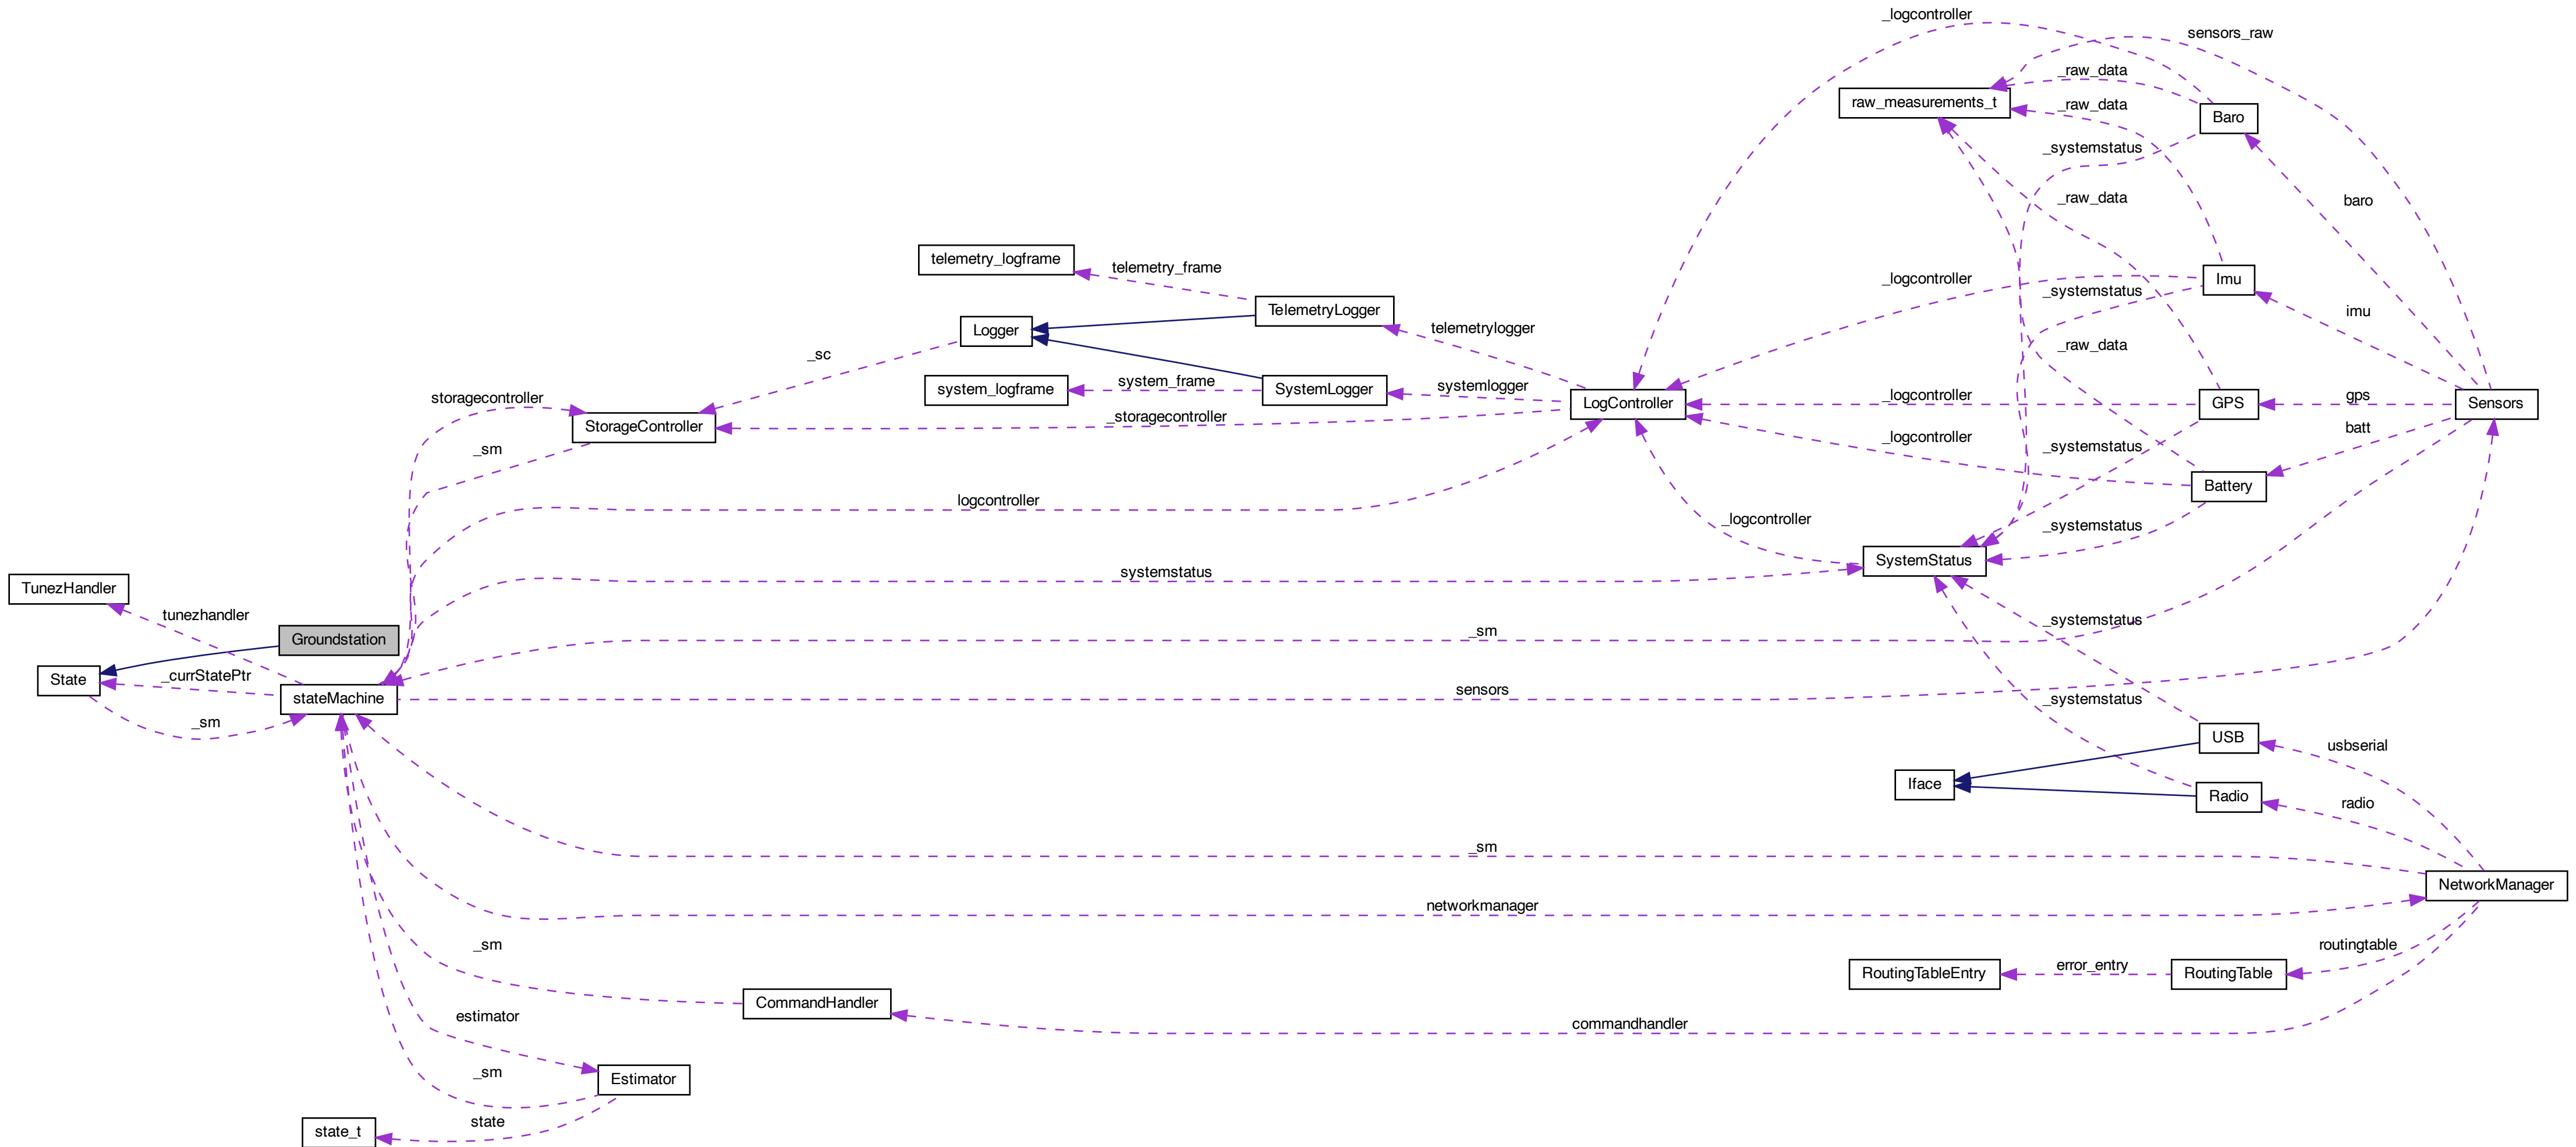 _logcontroller
sensors_raw
_raw_data
raw_measurements_t
_raw_data
Baro
_systemstatus
_raw_data
baro
telemetry_logframe
telemetry_frame
_logcontroller
Imu
_systemstatus
TelemetryLogger
imu
Logger
telemetrylogger
_sc
_raw_data
system_logframe
system_frame
SystemLogger
systemlogger
storagecontroller
_storagecontroller
LogController
_logcontroller
GPS
gps
Sensors
StorageController
batt
_logcontroller
_sm
_systemstatus
Battery
logcontroller
_logcontroller
_systemstatus
SystemStatus
systemstatus
TunezHandler
tunezhandler
_systemstatus
Groundstation
_sm
State
_currStatePtr
stateMachine
sensors
_systemstatus
_sm
USB
usbserial
Iface
Radio
radio
_sm
NetworkManager
networkmanager
_sm
routingtable
RoutingTableEntry
error_entry
RoutingTable
CommandHandler
estimator
commandhandler
_sm
Estimator
state
state_t